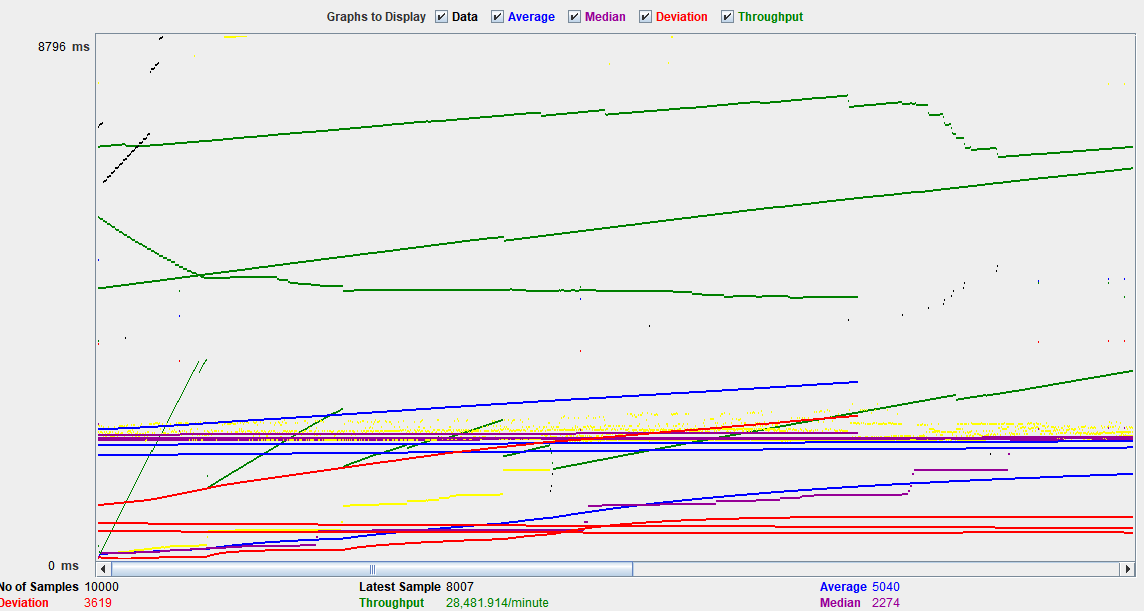 Graphs to Display Data Average Median Deviation Throughput
8796 ms
0 ms
No of Samples 10000 Latest Sample 8007 Average 5040
Deviation 3619 Throughput 28,481.914/minute Median 2274